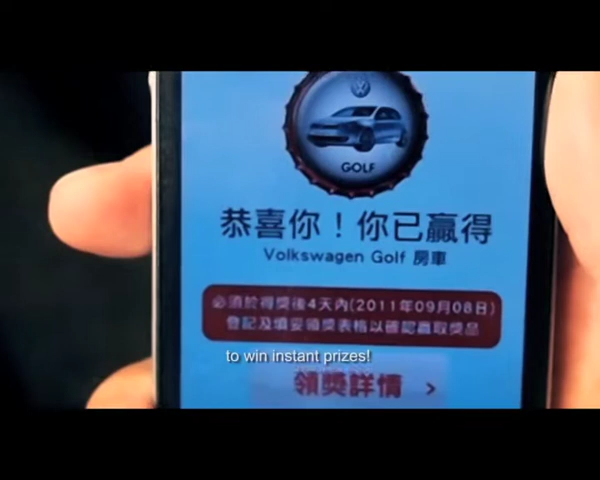 GOLF
恭喜你！你已贏得
Volkswagen Golf 房車
必須於得獎後4天內(2011年09月08日)
登記及填妥領獎表格以確認贏取獎品
to win instant prizes!
領獎詳情 >